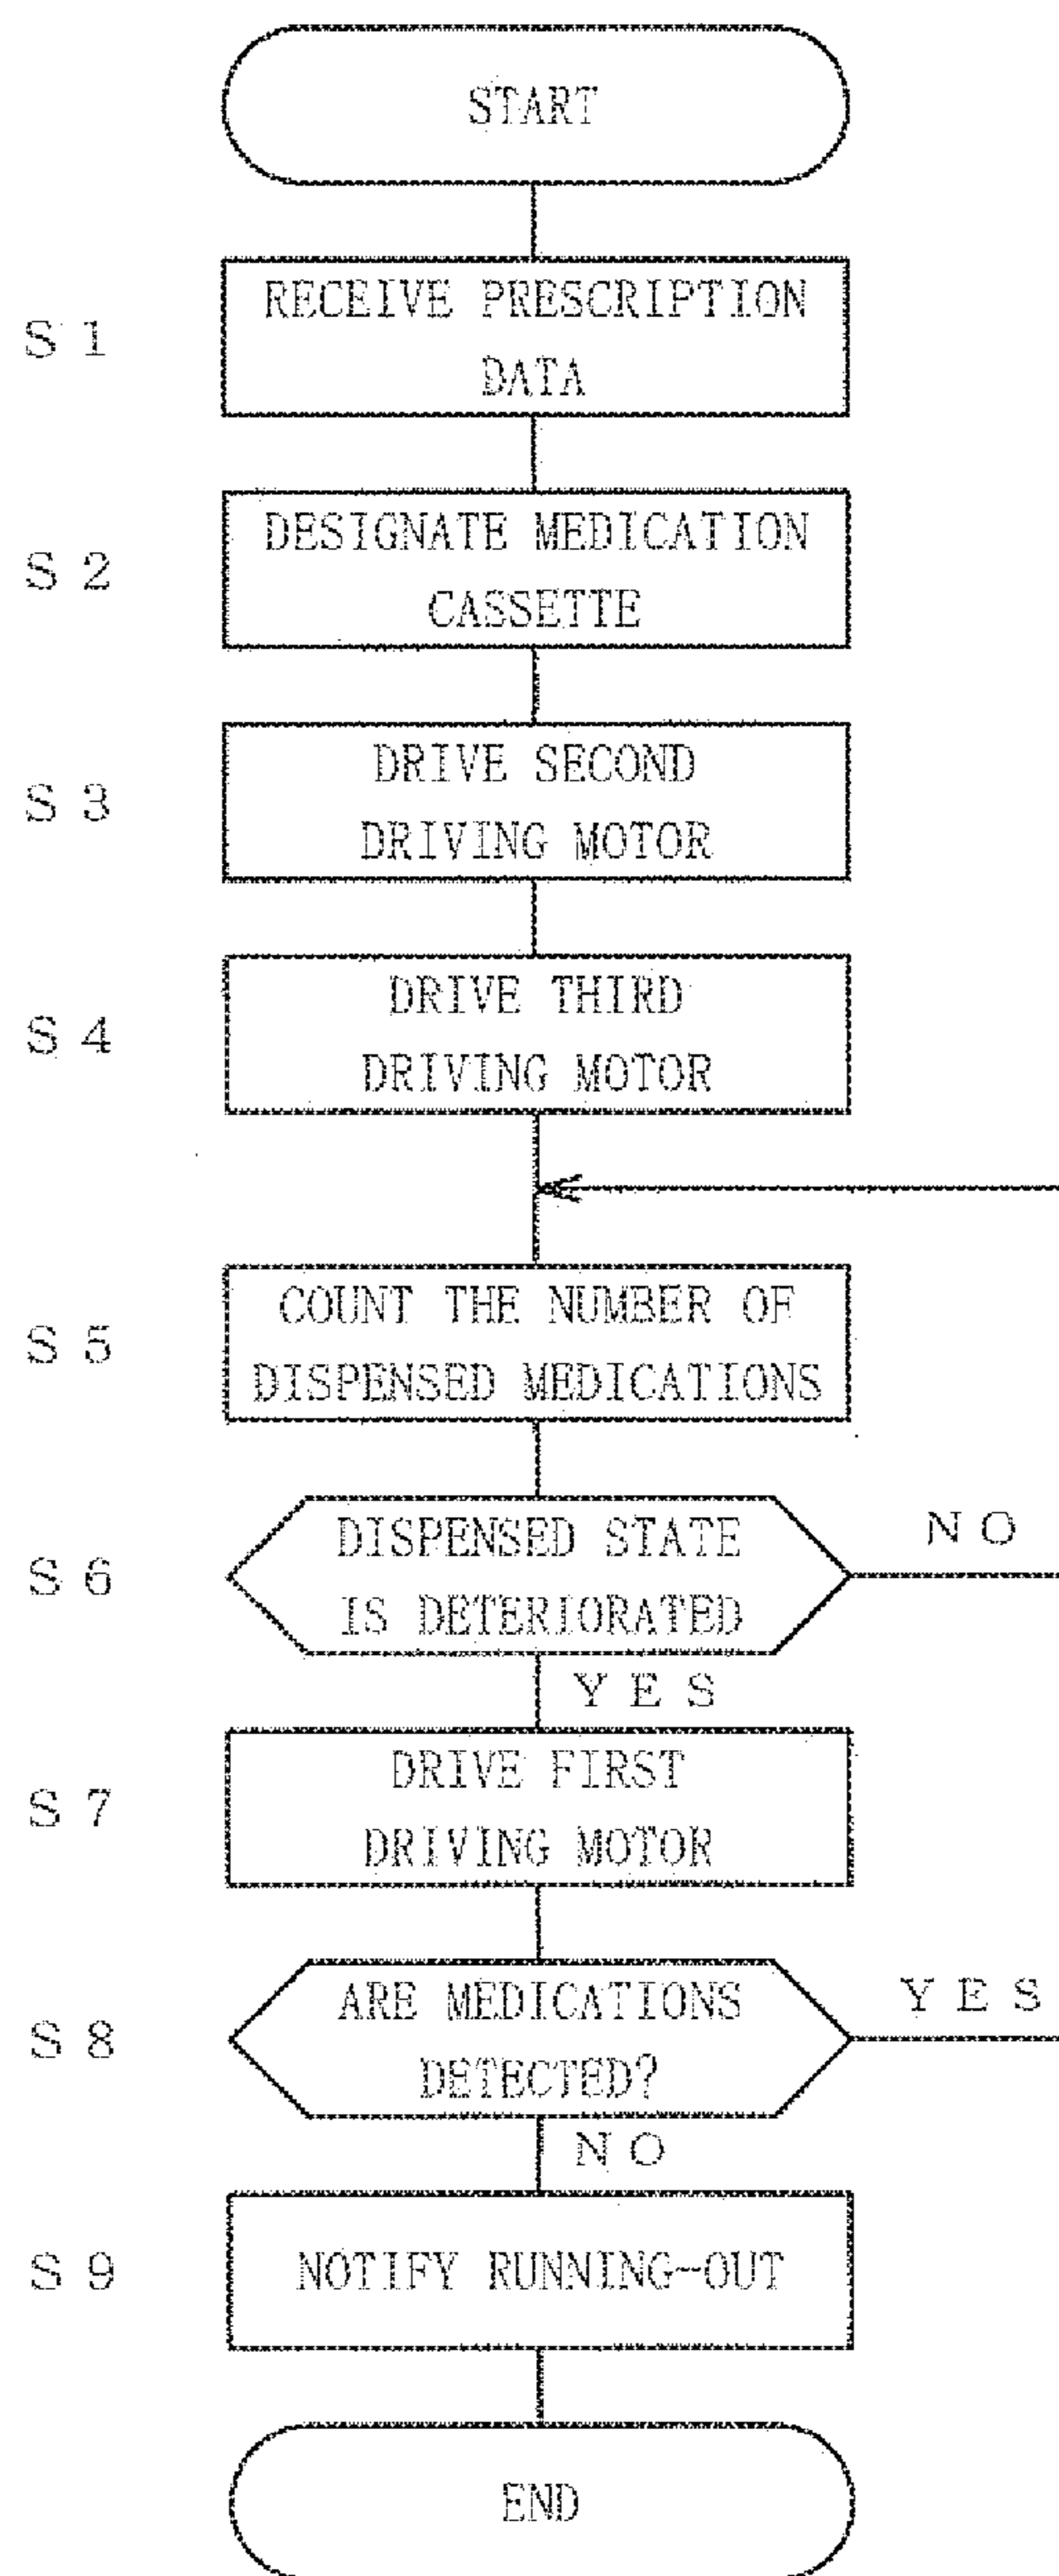 START
S 1
RECEIVE PRESCRIPTION
DATA
S 2
DESIGNATE MEDICATION
CASSETTE
S 3
DRIVE SECOND
DRIVING MOTOR
S 4
DRIVE THIRD
DRIVING MOTOR
S 5
COUNT THE NUMBER OF
DISPENSED MEDICATIONS
S 6
DISPENSED STATE
IS DETERIORATED
NO
YES
S 7
DRIVE FIRST
DRIVING MOTOR
S 8
ARE MEDICATIONS
DETECTED?
YES
NO
S 9
NOTIFY RUNNING-OUT
END